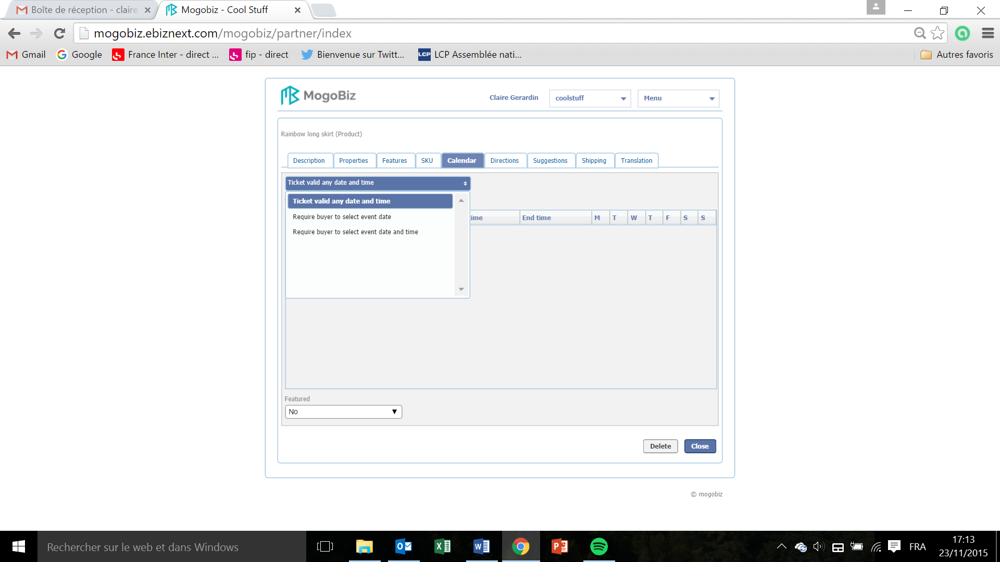 Boîte de réception - claire
Mogobiz - Cool Stuff
mogobiz.ebiznext.com/mogobiz/partner/index
Gmail
Google
France Inter - direct ...
fip - direct
Bienvenue sur Twitt...
LCP
LCP Assemblée nati...
Autres favoris
MogoBiz
Claire Gerardin
coolstuff
Menu
Rainbow long skirt (Product)
Description
Properties
Features
SKU
Calendar
Directions
Suggestions
Shipping
Translation
Ticket valid any date and time
Ticket valid any date and time
Require buyer to select event date
Require buyer to select event date and time
time
End time
M
T
W
T
F
S
S
Featured
No
Delete
Close
© mogobiz
Rechercher sur le web et dans Windows
FRA
17:13
23/11/2015